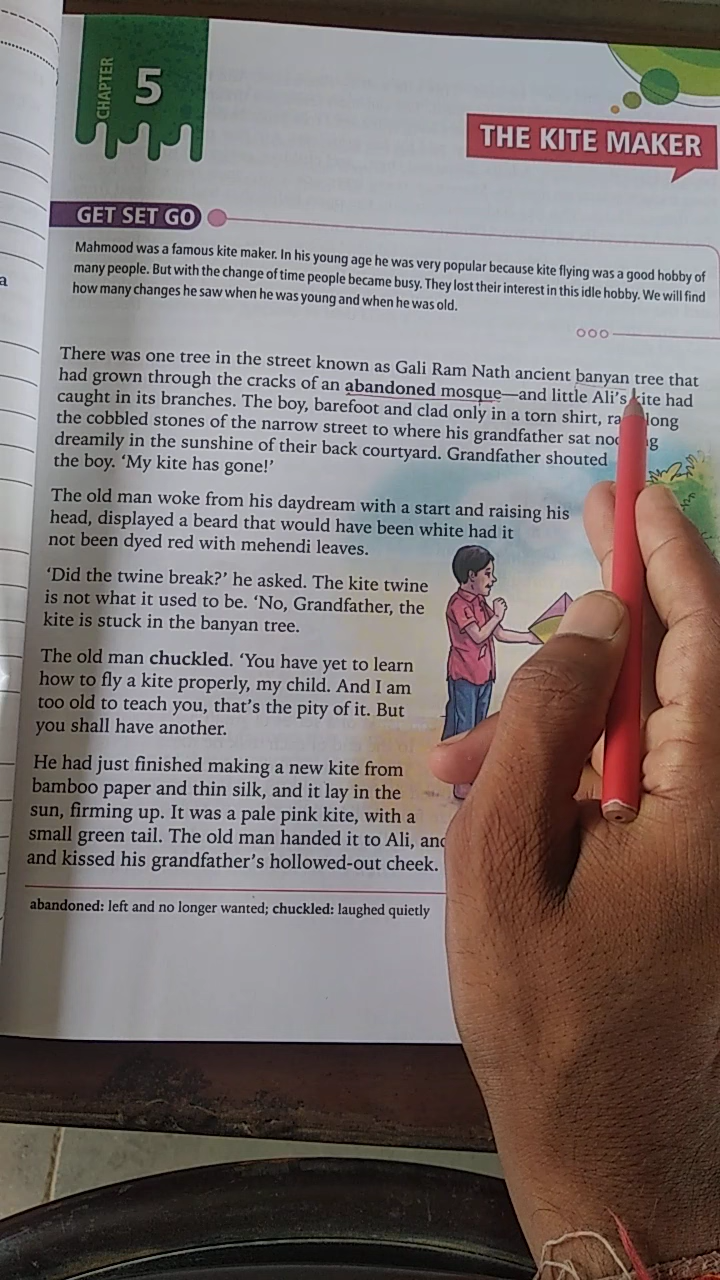 CHAPTER 5
THE KITE MAKER
GET SET GO
Mahmood was a famous kite maker. In his young age he was very popular because kite flying was a good hobby of
many people. But with the change of time people became busy. They lost their interest in this idle hobby. We will find
how many changes he saw when he was young and when he was old.
There was one tree in the street known as Gali Ram Nath ancient banyan tree that
had grown through the cracks of an abandoned mosque—and little Ali's kite had
caught in its branches. The boy, barefoot and clad only in a torn shirt,
the cobbled stones of the narrow street to where his grandfather sat
dreamily in the sunshine of their back courtyard. Grandfather shouted
the boy. 'My kite has gone!'
The old man woke from his daydream with a start and raising his
head, displayed a beard that would have been white had it
not been dyed red with mehendi leaves.
'Did the twine break?' he asked. The kite twine
is not what it used to be. 'No, Grandfather, the
kite is stuck in the banyan tree.
The old man chuckled. 'You have yet to learn
how to fly a kite properly, my child. And I am
too old to teach you, that's the pity of it. But
you shall have another.
He had just finished making a new kite from
bamboo paper and thin silk, and it lay in the
sun, firming up. It was a pale pink kite, with a
small green tail. The old man handed it to Ali,
and kissed his grandfather's hollowed-out cheek.
abandoned: left and no longer wanted; chuckled: laughed quietly